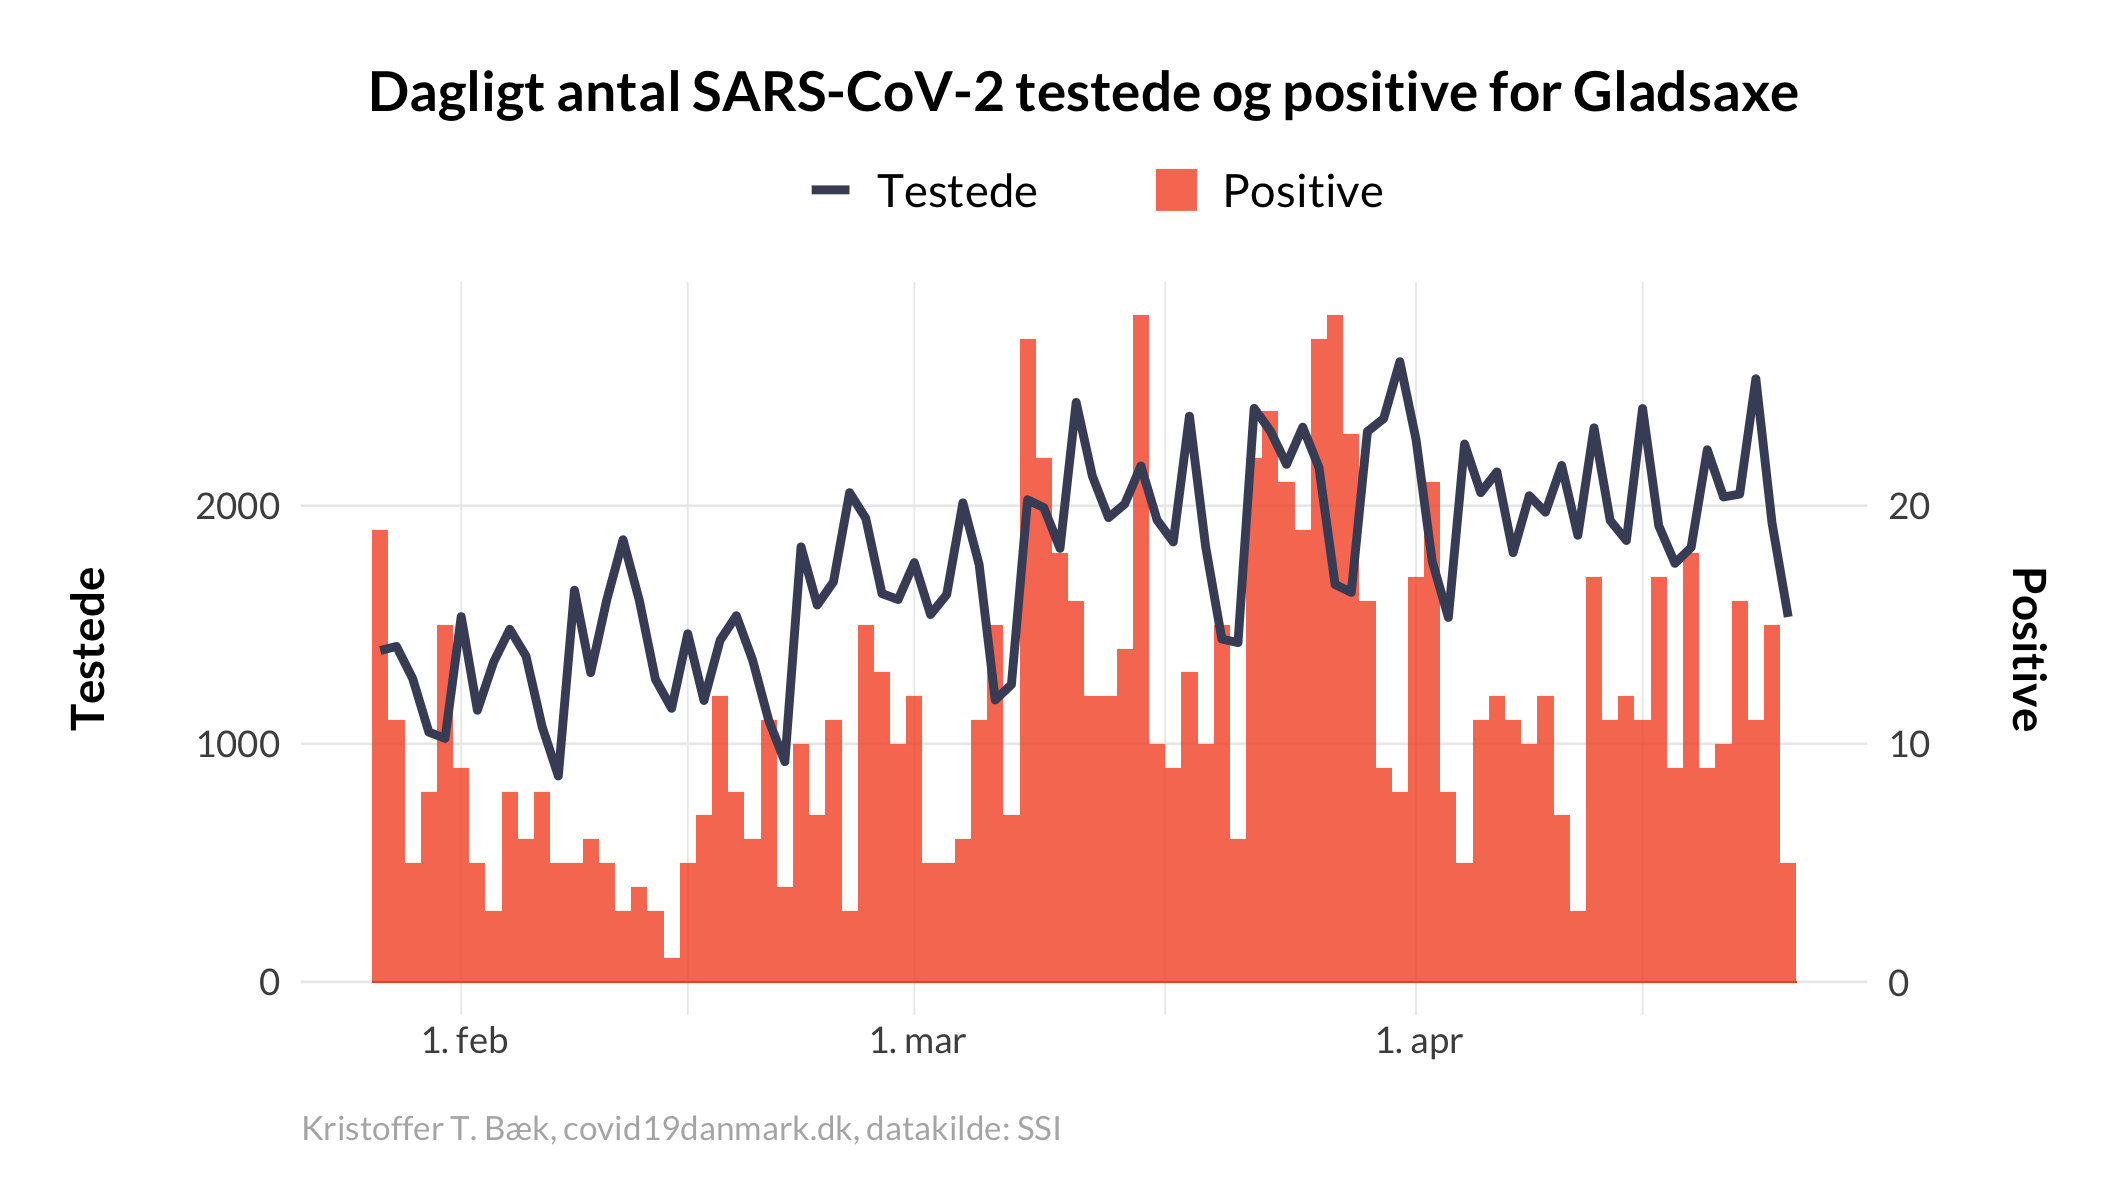 Dagligt antal SARS-CoV-2 testede og positive for Gladsaxe
Testede
Positive
2000
1000
0
Testede
20
10
0
Positive
1. feb
1. mar
1. apr
Kristoffer T. Bæk, covid19danmark.dk, datakilde: SSI